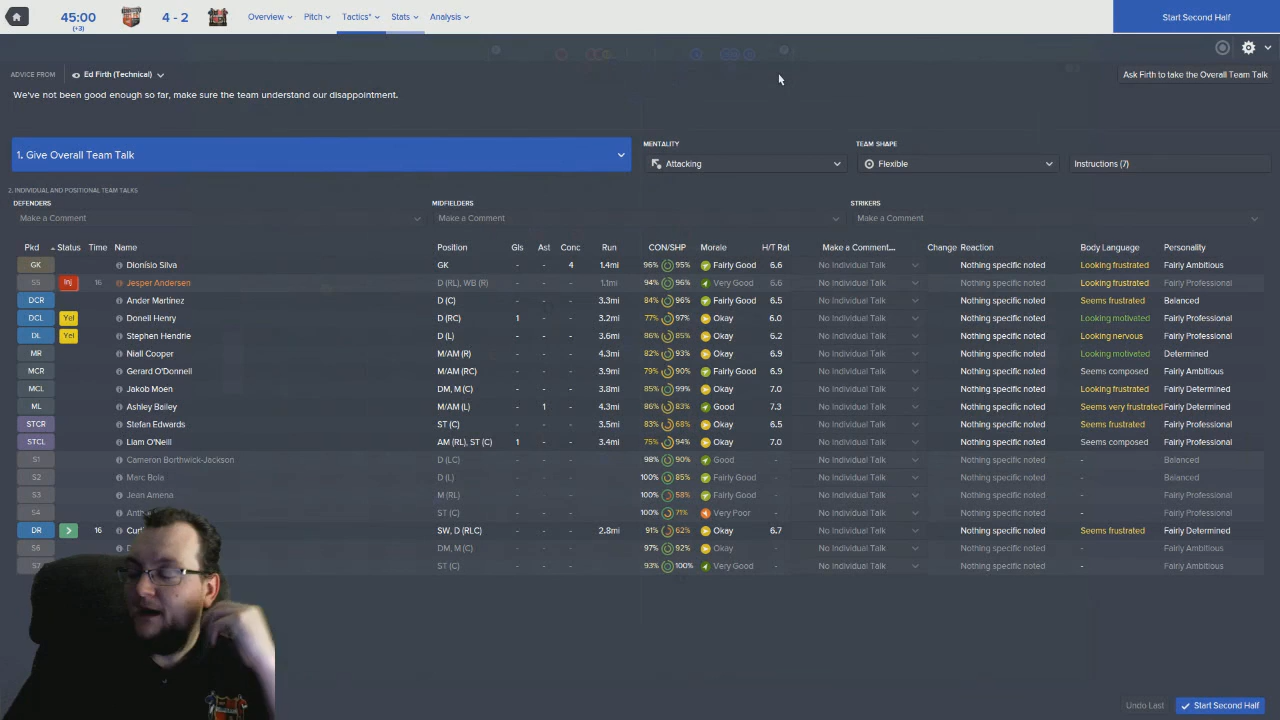 45:00 4 - 2 Overview Pitch Tactics* Stats Analysis Start Second Half
(+3)
ADVICE FROM Ed Firth (Technical) Ask Firth to take the Overall Team Talk
We've not been good enough so far, make sure the team understand our disappointment.
MENTALITY TEAM SHAPE
1. Give Overall Team Talk Attacking Flexible Instructions (7)
2. INDIVIDUAL AND POSITIONAL TEAM TALKS
DEFENDERS MIDFIELDERS STRIKERS
Make a Comment Make a Comment Make a Comment
Pkd Status Time Name Position Gls Ast Conc Run CON/SHP Morale H/T Rat Make a Comment... Change Reaction Body Language Personality
GK Dionísio Silva GK - - 4 1.4mi 96% 95% Fairly Good 6.6 No Individual Talk Nothing specific noted Looking frustrated Fairly Ambitious
S5 Inj 16 Jesper Andersen D (RL), WB (R) - - - 1.1mi 94% 96% Very Good 6.6 No Individual Talk Nothing specific noted Looking frustrated Fairly Professional
DCR Ander Martínez D (C) - - - 3.3mi 84% 96% Fairly Good 6.5 No Individual Talk Nothing specific noted Seems frustrated Balanced
DCL Yel Donell Henry D (RC) 1 - - 3.2mi 77% 97% Okay 6.0 No Individual Talk Nothing specific noted Looking motivated Fairly Professional
DL Yel Stephen Hendrie D (L) - - - 3.6mi 86% 85% Okay 6.2 No Individual Talk Nothing specific noted Looking nervous Fairly Professional
MR Niall Cooper M/AM (R) - - - 4.3mi 82% 93% Okay 6.9 No Individual Talk Nothing specific noted Looking motivated Determined
MCR Gerard O'Donnell M/AM (RC) - - - 3.9mi 79% 90% Fairly Good 6.9 No Individual Talk Nothing specific noted Seems composed Fairly Ambitious
MCL Jakob Moen DM, M (C) - - - 3.8mi 85% 99% Okay 7.0 No Individual Talk Nothing specific noted Looking frustrated Fairly Determined
ML Ashley Bailey M/AM (L) - 1 - 4.3mi 86% 83% Good 7.3 No Individual Talk Nothing specific noted Seems very frustrated Fairly Determined
STCR Stefan Edwards ST (C) - - - 3.5mi 83% 68% Okay 6.5 No Individual Talk Nothing specific noted Seems frustrated Fairly Professional
STCL Liam O'Neill AM (RL), ST (C) 1 - - 3.4mi 75% 94% Okay 7.0 No Individual Talk Nothing specific noted Seems composed Fairly Professional
S1 Cameron Borthwick-Jackson D (LC) - - - 98% 90% Good - No Individual Talk Nothing specific noted - Balanced
S2 Marc Bola D (L) - - - 100% 85% Fairly Good - No Individual Talk Nothing specific noted - Balanced
S3 Jean Amena M (RL) - - - 100% 58% Fairly Good - No Individual Talk Nothing specific noted - Fairly Professional
S4 ST (C) - - - 100% 71% Very Poor - No Individual Talk Nothing specific noted - Fairly Professional
DR 16 SW, D (RLC) - - - 2.8mi 91% 62% Okay 6.7 No Individual Talk Nothing specific noted Seems frustrated Fairly Determined
S6 DM, M (C) - - - 97% 92% Okay - No Individual Talk Nothing specific noted - Fairly Ambitious
S7 ST (C) - - - 93% 100% Very Good - No Individual Talk Nothing specific noted - Fairly Ambitious
Undo Last Start Second Half